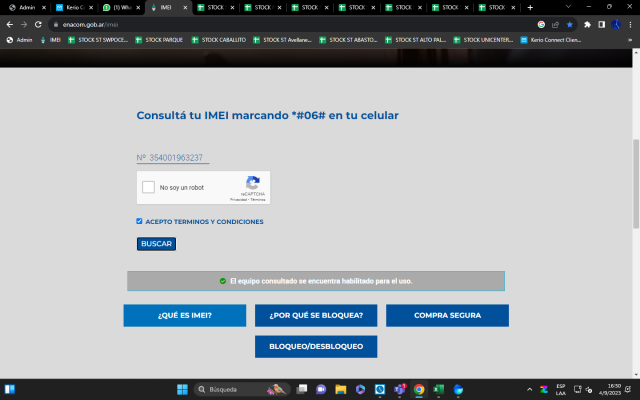 Admin
Kerio C
(1) Wha
IMEI
STOCK
STOCK
STOCK
STOCK
STOCK
STOCK
STOCK
enacom.gob.ar/imei
Admin IMEI STOCK ST SWPOCE... STOCK PARQUE STOCK CABALLITO STOCK ST Avellane... STOCK ST ABASTO... STOCK ST ALTO PAL... STOCK UNICENTER... Kerio Connect Clien...
Consultá tu IMEI marcando *#06# en tu celular
Nº 354001963237
No soy un robot
reCAPTCHA
Privacidad - Términos
ACEPTO TERMINOS Y CONDICIONES
BUSCAR
El equipo consultado se encuentra habilitado para el uso.
¿QUÉ ES IMEI? ¿POR QUÉ SE BLOQUEA? COMPRA SEGURA
BLOQUEO/DESBLOQUEO
Búsqueda
ESP
LAA
16:50
4/9/2023